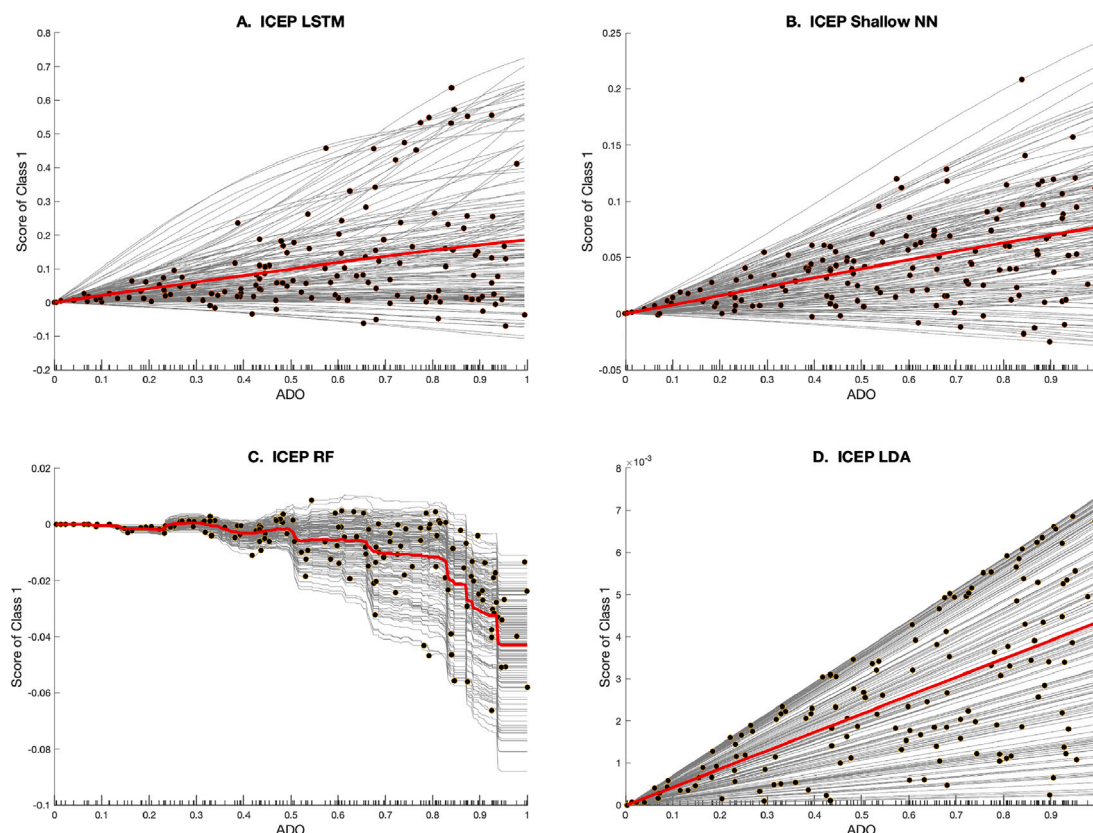 A. ICEP LSTM
0.8
0.7
0.6
0.5
0.4
0.3
0.2
0.1
0
-0.1
-0.2
Score of Class 1
0 0.1 0.2 0.3 0.4 0.5 0.6 0.7 0.8 0.9 1
ADO
B. ICEP Shallow NN
0.25
0.2
0.15
0.1
0.05
0
-0.05
Score of Class 1
0 0.1 0.2 0.3 0.4 0.5 0.6 0.7 0.8 0.9
ADO
C. ICEP RF
0.02
0
-0.02
-0.04
-0.06
-0.08
-0.1
Score of Class 1
0 0.1 0.2 0.3 0.4 0.5 0.6 0.7 0.8 0.9 1
ADO
D. ICEP LDA
×10⁻³
8
7
6
5
4
3
2
1
0
Score of Class 1
0 0.1 0.2 0.3 0.4 0.5 0.6 0.7 0.8 0.9
ADO